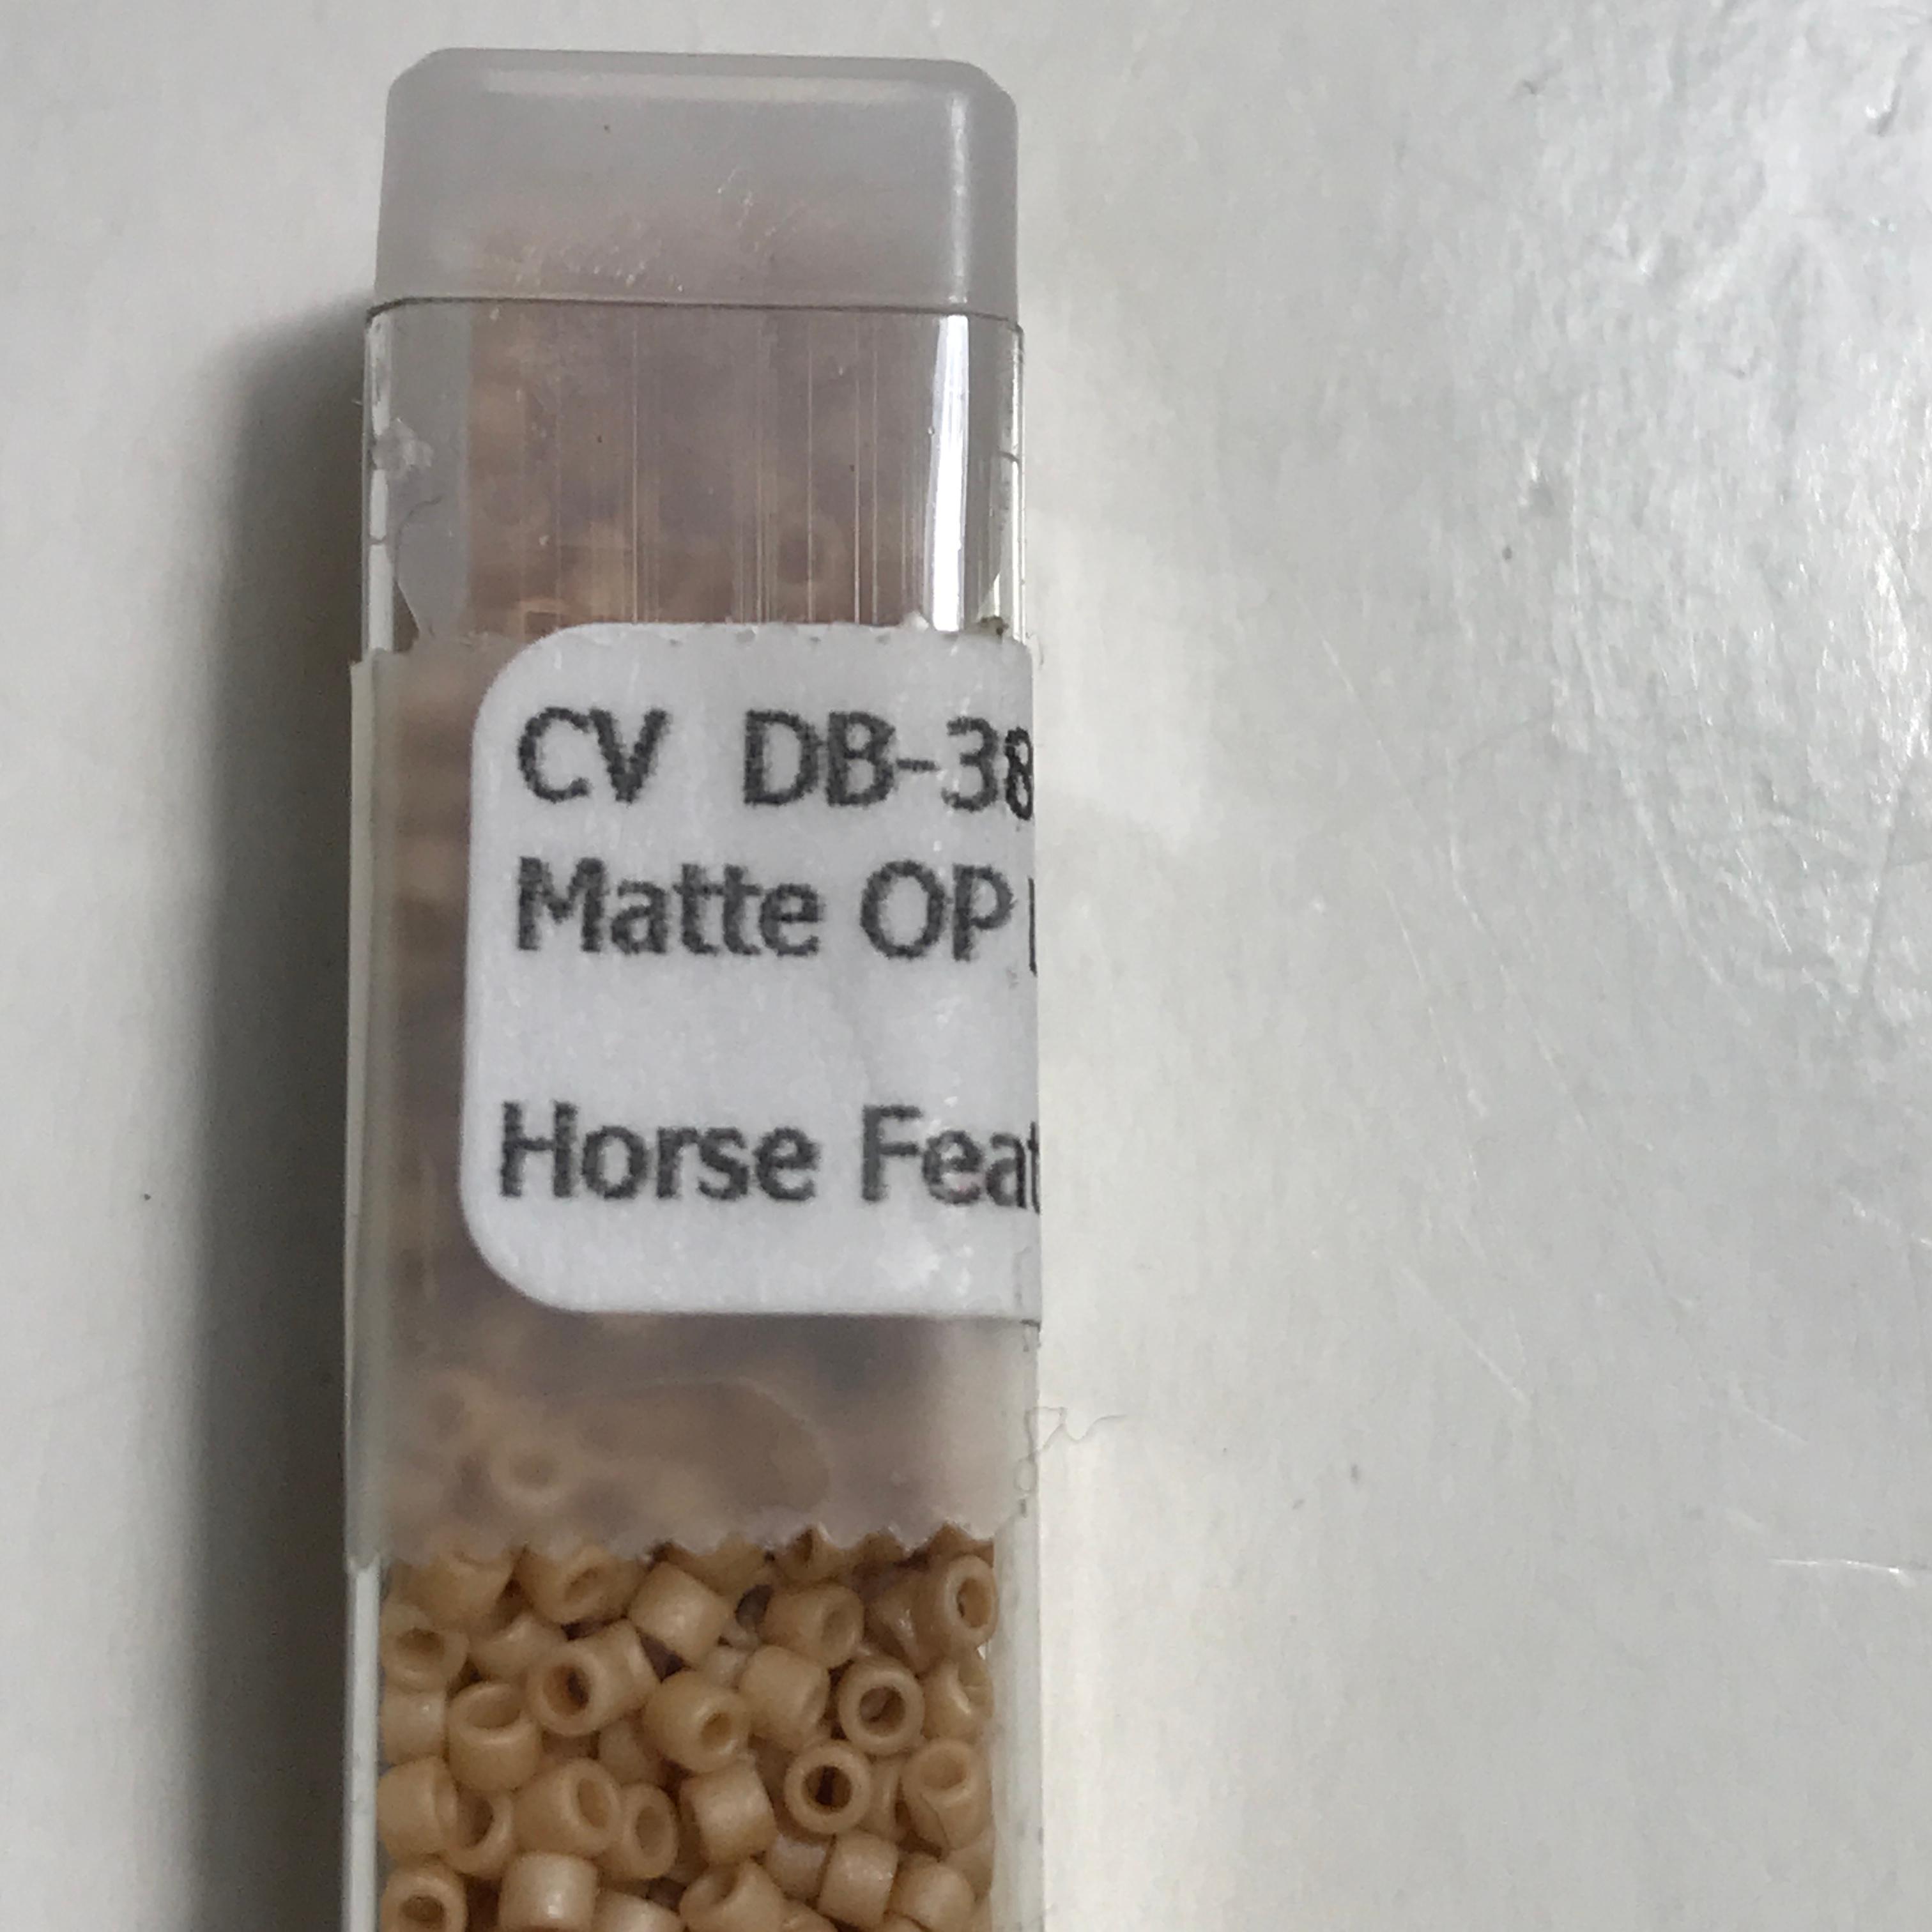 CV DB-38
Matte OP
Horse Feat